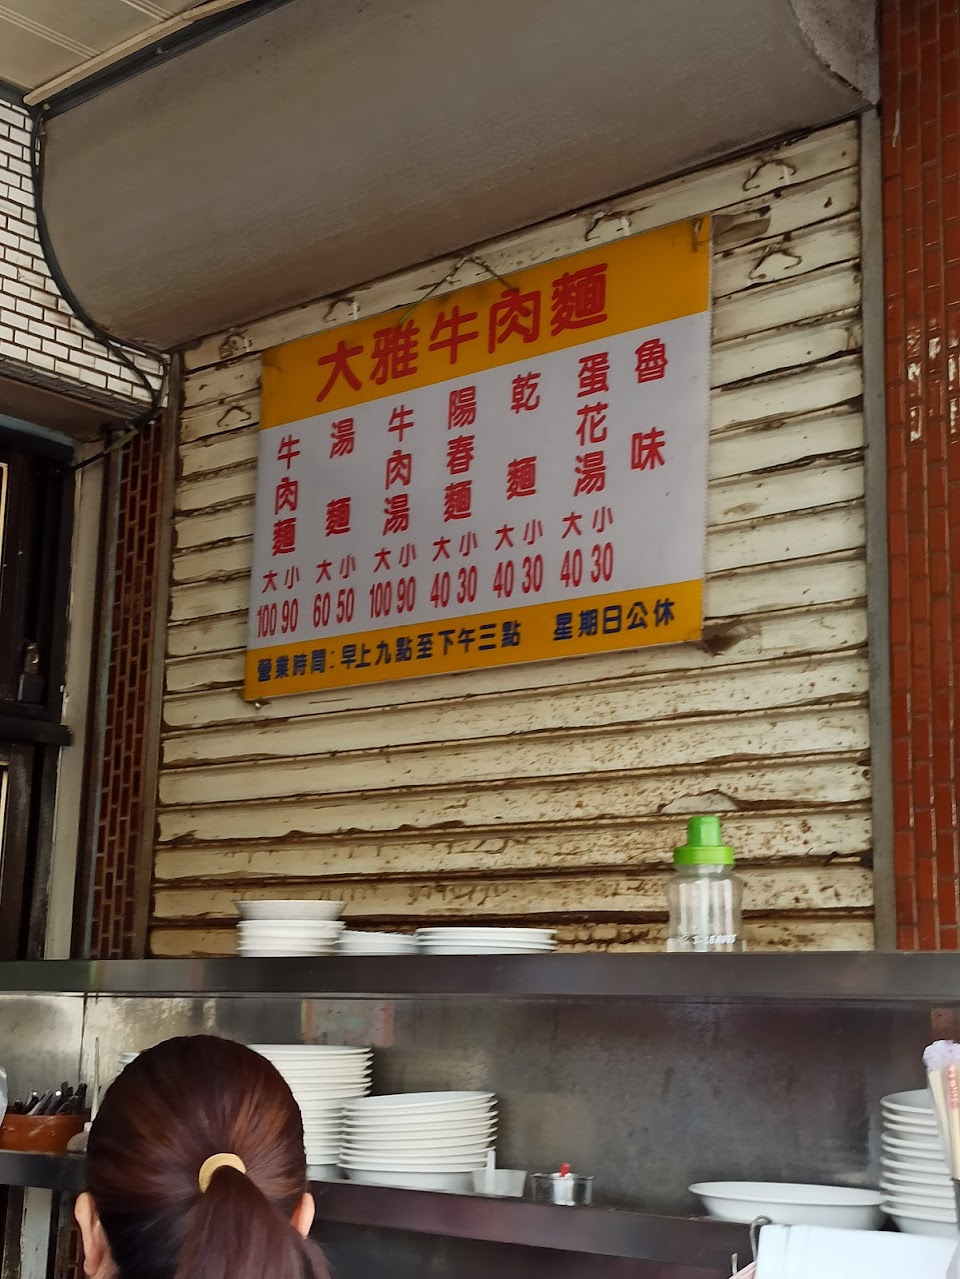 大雅牛肉麵
牛肉麵 大 小 100 90
湯麵 大 小 60 50
牛肉湯 大 小 100 90
陽春麵 大 小 40 30
乾麵 大 小 40 30
蛋花湯 大 小 40 30
魯味
營業時間：早上九點至下午三點 星期日公休